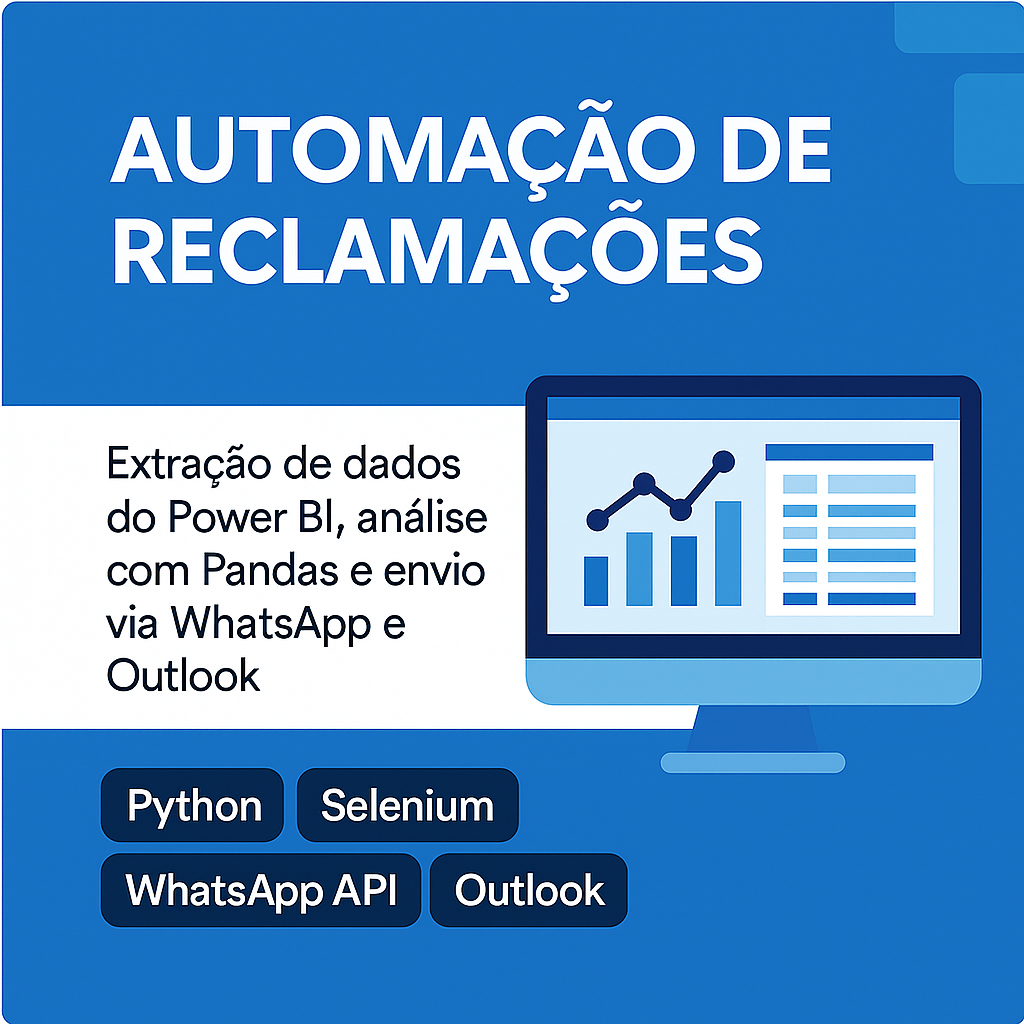 AUTOMAÇÃO DE
RECLAMAÇÕES
Extração de dados
do Power BI, análise
com Pandas e envio
via WhatsApp e
Outlook
Python
Selenium
WhatsApp API
Outlook